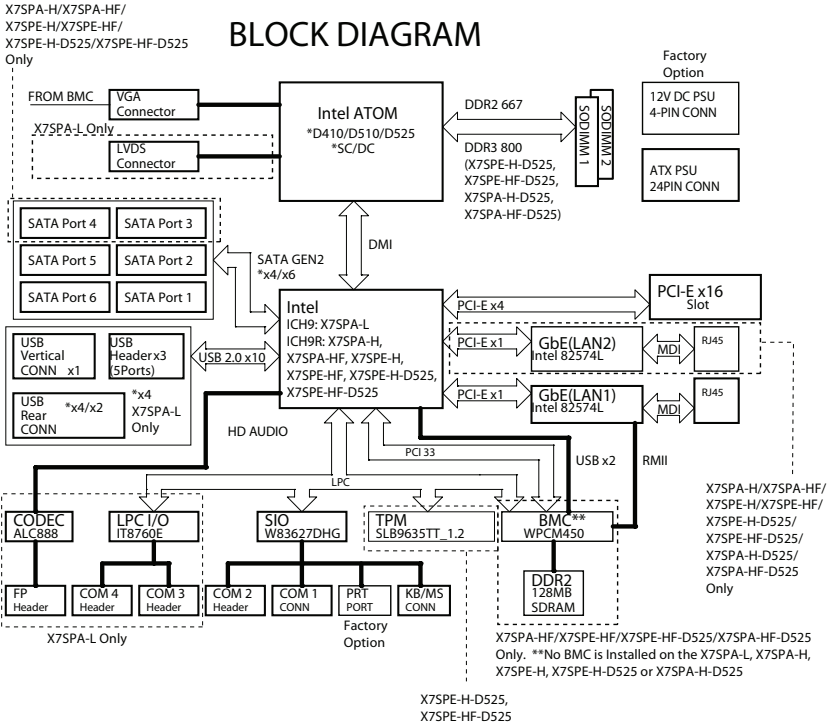 X7SPA-H/X7SPA-HF/
X7SPE-H/X7SPE-HF/
X7SPE-H-D525/X7SPE-HF-D525
Only
BLOCK DIAGRAM
FROM BMC
VGA
Connector
X7SPA-L Only
LVDS
Connector
Intel ATOM
*D410/D510/D525
*SC/DC
DDR2 667
DDR3 800
(X7SPE-H-D525,
X7SPE-HF-D525,
X7SPA-H-D525,
X7SPA-HF-D525)
SODIMM 1
SODIMM 2
Factory
Option
12V DC PSU
4-PIN CONN
ATX PSU
24PIN CONN
DMI
SATA Port 4
SATA Port 3
SATA Port 5
SATA Port 2
SATA Port 6
SATA Port 1
SATA GEN2
*x4/x6
Intel
ICH9: X7SPA-L
ICH9R: X7SPA-H,
X7SPA-HF, X7SPE-H,
X7SPE-HF, X7SPE-H-D525,
X7SPE-HF-D525
PCI-E x4
PCI-E x16
Slot
PCI-E x1
GbE(LAN2)
Intel 82574L
MDI
RJ45
PCI-E x1
GbE(LAN1)
Intel 82574L
MDI
RJ45
USB
Vertical
CONN x1
USB
Header x3
(5Ports)
USB 2.0 x10
USB
Rear
CONN
*x4/x2
*x4
X7SPA-L
Only
HD AUDIO
PCI 33
LPC
USB x2
RMII
X7SPA-H/X7SPA-HF/
X7SPE-H/X7SPE-HF/
X7SPE-H-D525/
X7SPE-HF-D525/
X7SPA-H-D525/
X7SPA-HF-D525
Only
CODEC
ALC888
LPC I/O
IT8760E
SIO
W83627DHG
TPM
SLB9635TT_1.2
BMC**
WPCM450
DDR2
128MB
SDRAM
FP
Header
COM 4
Header
COM 3
Header
COM 2
Header
COM 1
CONN
PRT
PORT
KB/MS
CONN
Factory
Option
X7SPA-L Only
X7SPA-HF/X7SPE-HF/X7SPE-HF-D525/X7SPA-HF-D525
Only. **No BMC is Installed on the X7SPA-L, X7SPA-H,
X7SPE-H, X7SPE-H-D525 or X7SPA-H-D525
X7SPE-H-D525,
X7SPE-HF-D525